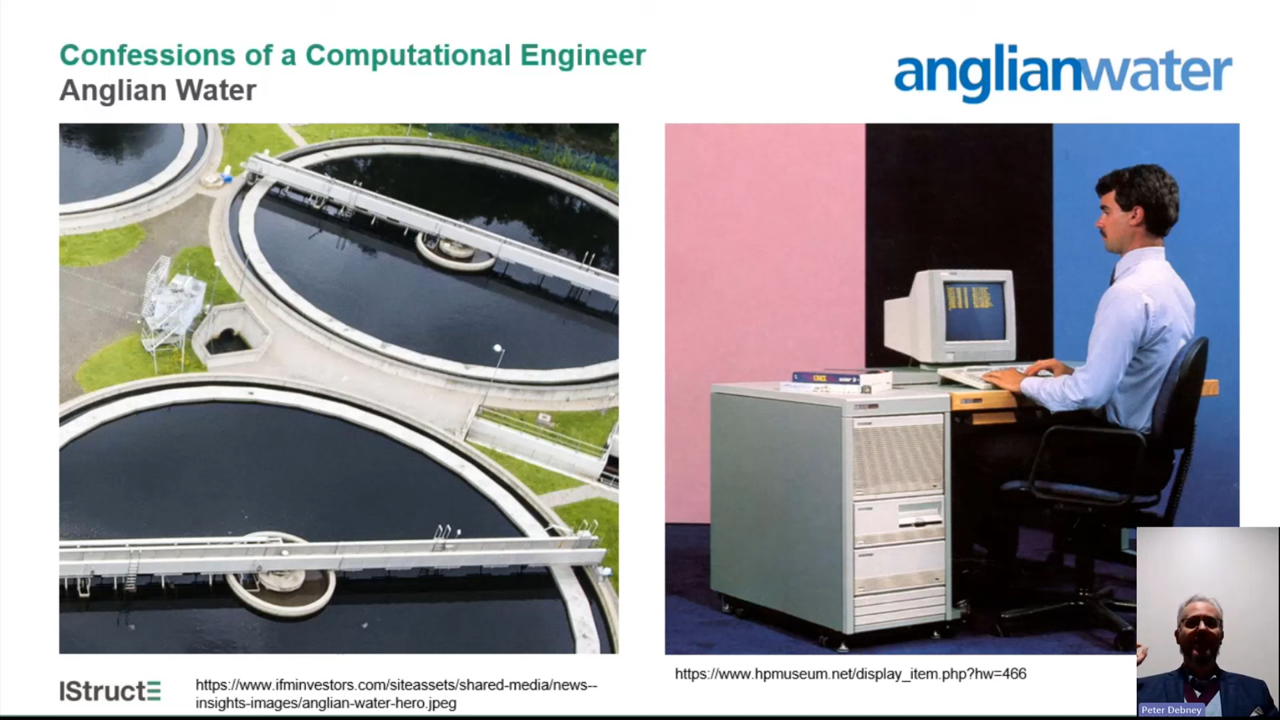 Confessions of a Computational Engineer
Anglian Water
anglianwater
IStructE
https://www.ifminvestors.com/siteassets/shared-media/news--
insights-images/anglian-water-hero.jpeg
https://www.hpmuseum.net/display_item.php?hw=466
Peter Debney